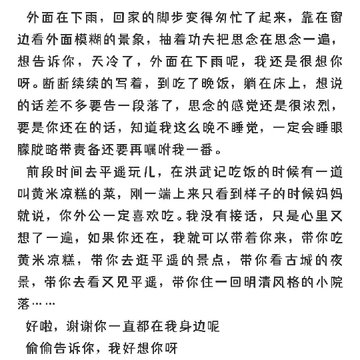 外面在下雨，回家的脚步变得匆忙了起来，靠在窗
边看外面模糊的景象，抽着功夫把思念在思念一遍，
想告诉你，天冷了，外面在下雨呢，我还是很想你
呀。断断续续的写着，到吃了晚饭，躺在床上，想说
的话差不多要告一段落了，思念的感觉还是很浓烈，
要是你还在的话，知道我这么晚不睡觉，一定会睡眼
朦胧略带责备还要再嘱咐我一番。
前段时间去平遥玩儿，在洪武记吃饭的时候有一道
叫黄米凉糕的菜，刚一端上来只看到样子的时候妈妈
就说，你外公一定喜欢吃。我没有接话，只是心里又
想了一遍，如果你还在，我就可以带着你来，带你吃
黄米凉糕，带你去逛平遥的景点，带你看古城的夜
景，带你去看又见平遥，带你住一回明清风格的小院
落……
好啦，谢谢你一直都在我身边呢
偷偷告诉你，我好想你呀